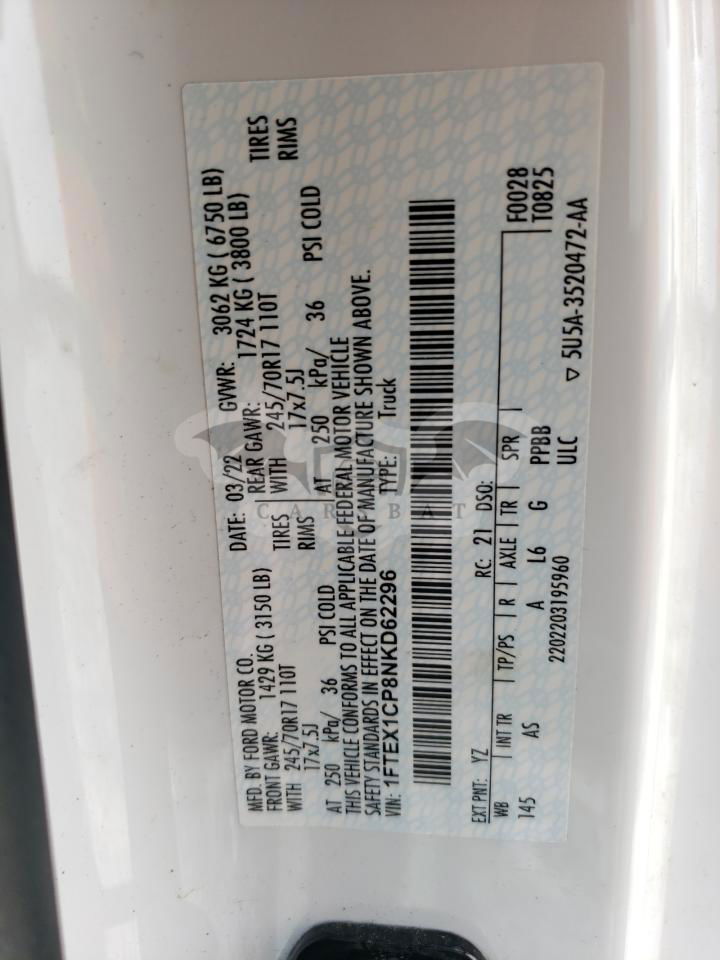 MFD. BY FORD MOTOR CO.
DATE: 03/22
GVWR: 3062 KG ( 6750 LB)
FRONT GAWR: 1429 KG ( 3150 LB)
REAR GAWR: 1724 KG ( 3800 LB)
WITH 245/70R17 110T TIRES
WITH 245/70R17 110T TIRES
17x7.5J RIMS
17x7.5J RIMS
AT 250 kPa/ 36 PSI COLD
AT 250 kPa/ 36 PSI COLD
THIS VEHICLE CONFORMS TO ALL APPLICABLE FEDERAL MOTOR VEHICLE
SAFETY STANDARDS IN EFFECT ON THE DATE OF MANUFACTURE SHOWN ABOVE.
VIN: 1FTEX1CP8NKD62296
TYPE: Truck
EXT PNT: YZ RC: 21 DSO:
WB INT TR TP/PS R AXLE TR SPR F0028
145 AS A L6 G PPBB T0825
2202203195960 ULC
▽ 5U5A-3520472-AA
CAR BAT